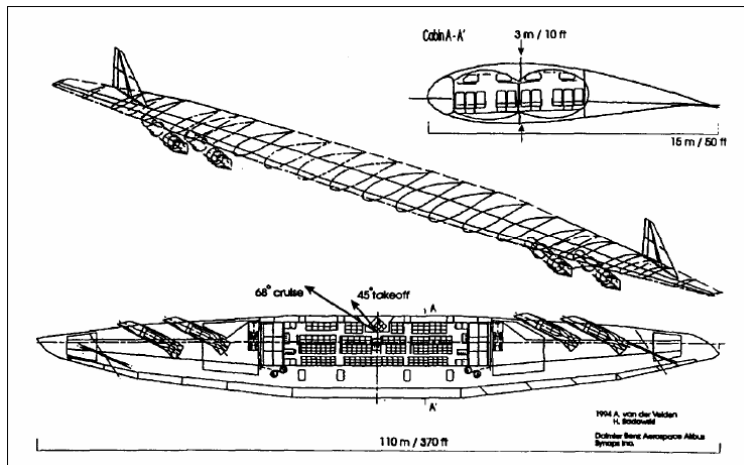 Cabin A - A'
3 m / 10 ft
15 m / 50 ft
68° cruise
45° takeoff
A
A'
1994 A. van der Velden
Daimler Benz Aerospace Airbus
Synaps Inc.
110 m / 370 ft